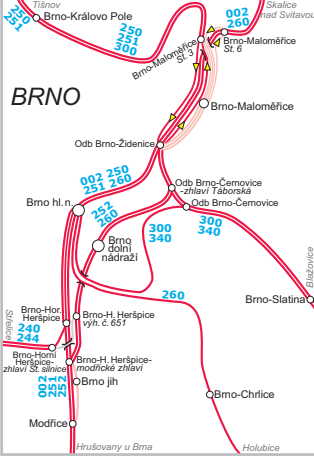 Tišnov
250
251
Brno-Královo Pole
250
251
300
002
260
Skalice
nad Svitavou
Brno-Maloměřice
St. 6
Brno-Maloměřice
St. 3
BRNO
Brno-Maloměřice
Odb Brno-Židenice
002 250
251 260
Odb Brno-Černovice
-zhlaví Táborská
Odb Brno-Černovice
Brno hl.n.
252
260
300
340
300
340
Brno
dolní
nádraží
Blažovice
260
Brno-Slatina
Brno-Hor.
Heršpice
Brno-H. Heršpice
výh. č. 651
Střelice
240
244
Brno-Horní
Heršpice-
zhlaví St. silnice
Brno-H. Heršpice-
modřické zhlaví
002
251
252
Brno jih
Brno-Chrlice
Modřice
Hrušovany u Brna
Holubice